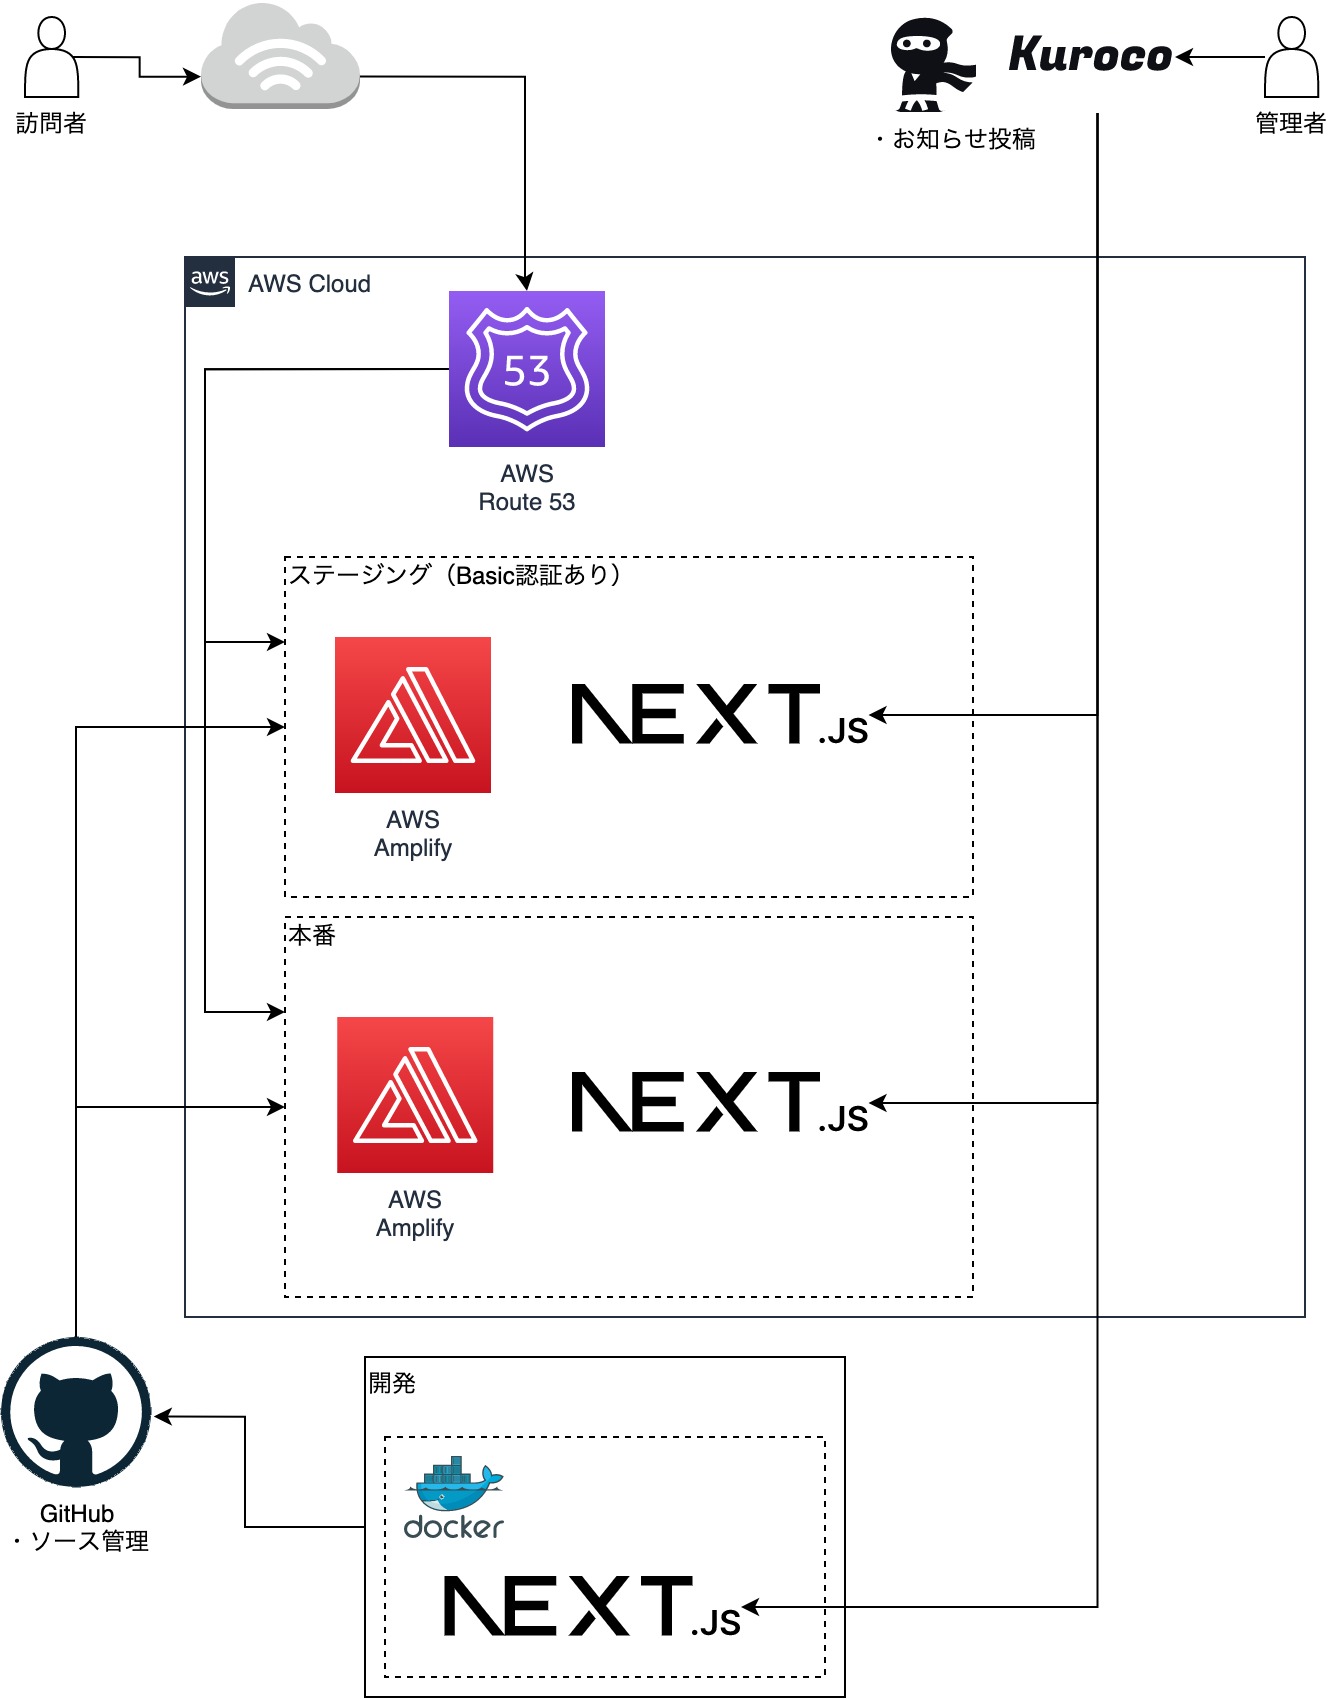 訪問者
Kuroco
管理者
・お知らせ投稿
aws
AWS Cloud
53
AWS
Route 53
ステージング（Basic認証あり）
AWS
Amplify
NEXT.JS
本番
AWS
Amplify
NEXT.JS
開発
GitHub
・ソース管理
docker
NEXT.JS